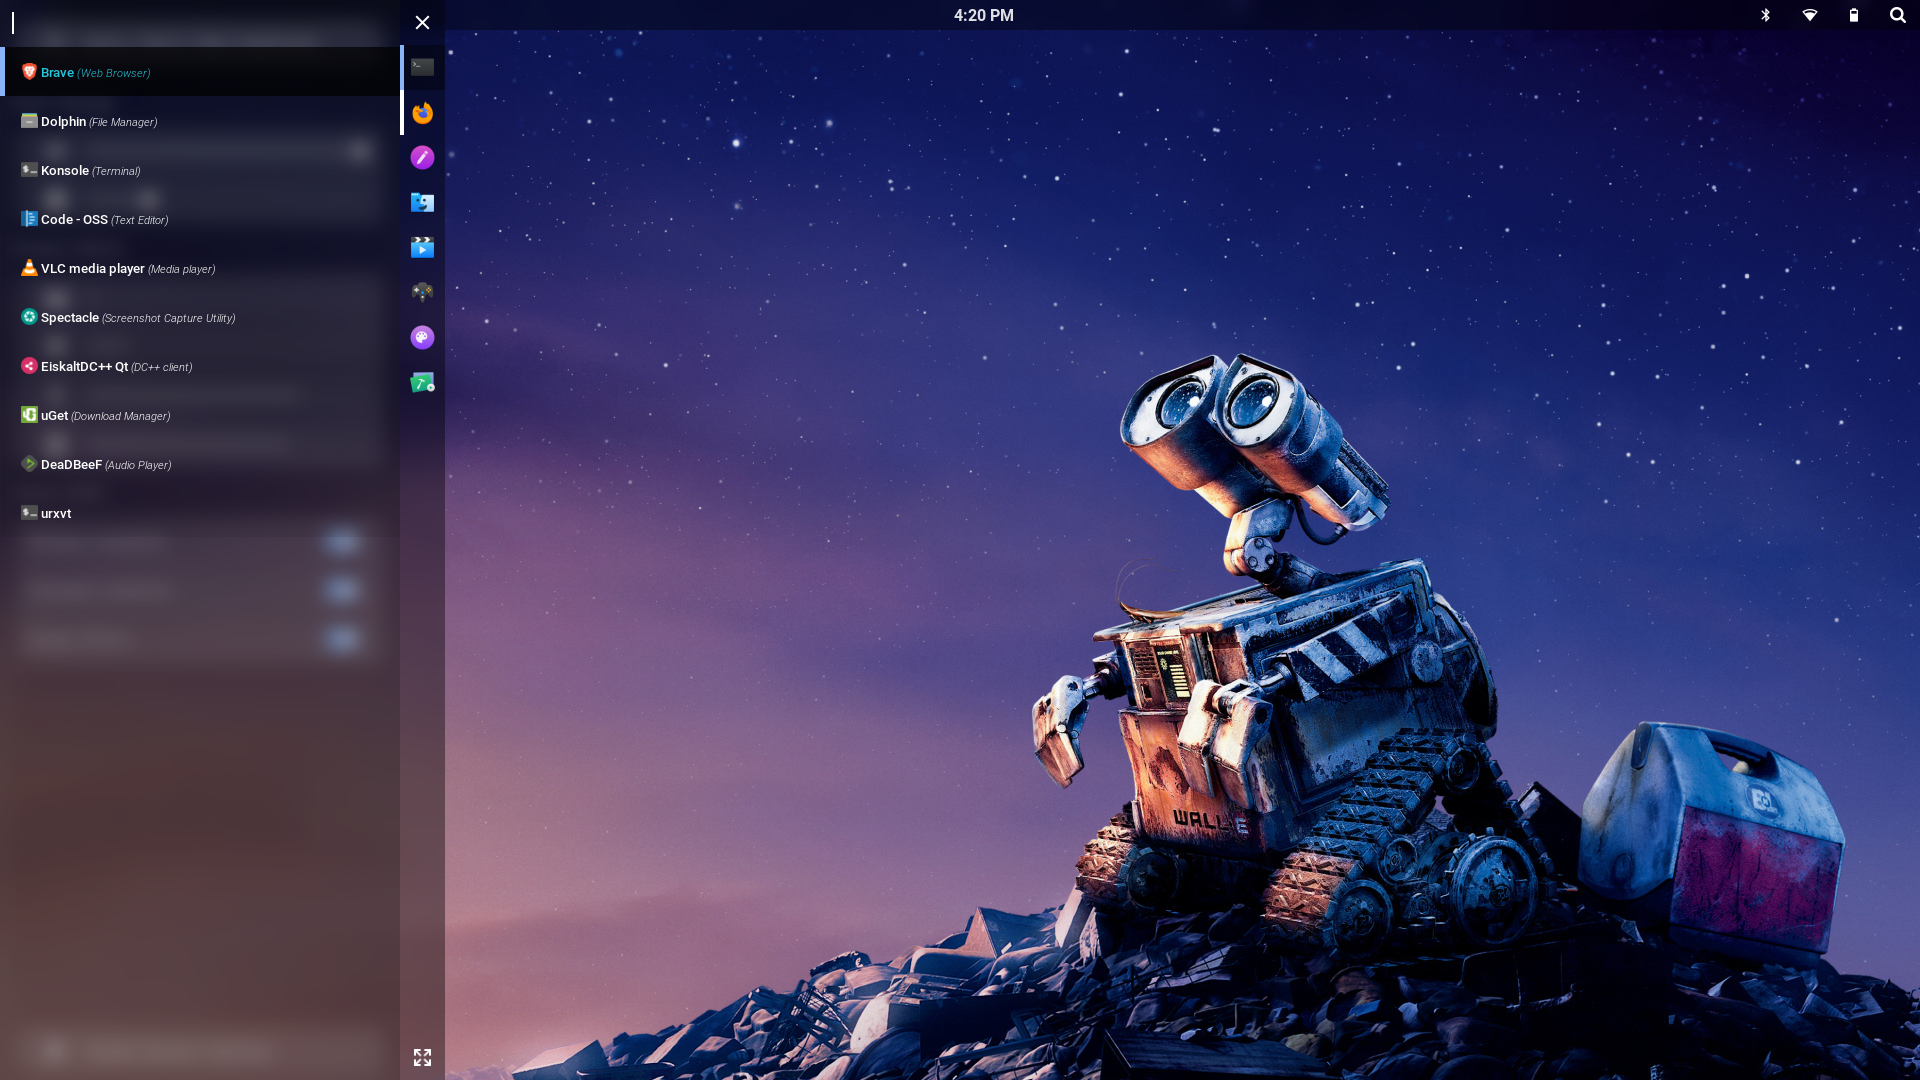 4:20 PM
Brave (Web Browser)
Dolphin (File Manager)
Konsole (Terminal)
Code - OSS (Text Editor)
VLC media player (Media player)
Spectacle (Screenshot Capture Utility)
EiskaltDC++ Qt (DC++ client)
uGet (Download Manager)
DeaDBeeF (Audio Player)
urxvt
WALL-E